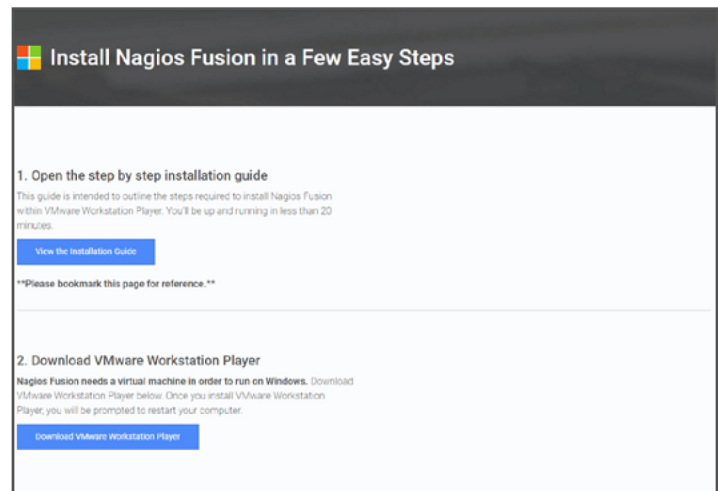 Install Nagios Fusion in a Few Easy Steps
1. Open the step by step installation guide
This guide is intended to outline the steps required to install Nagios Fusion
within VMware Workstation Player. You'll be up and running in less than 20
minutes.
View the Installation Guide
**Please bookmark this page for reference.**
2. Download VMware Workstation Player
Nagios Fusion needs a virtual machine in order to run on Windows. Download
VMware Workstation Player below. Once you install VMware Workstation
Player, you will be prompted to restart your computer.
Download VMware Workstation Player